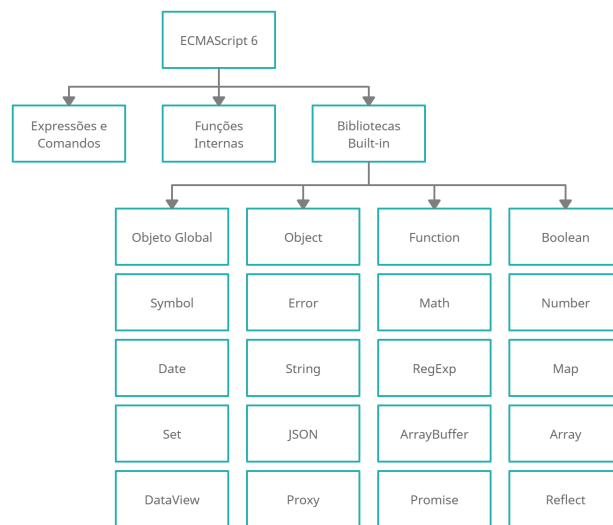 ECMAScript 6
Expressões e
Comandos
Funções
Internas
Bibliotecas
Built-in
Objeto Global
Object
Function
Boolean
Symbol
Error
Math
Number
Date
String
RegExp
Map
Set
JSON
ArrayBuffer
Array
DataView
Proxy
Promise
Reflect